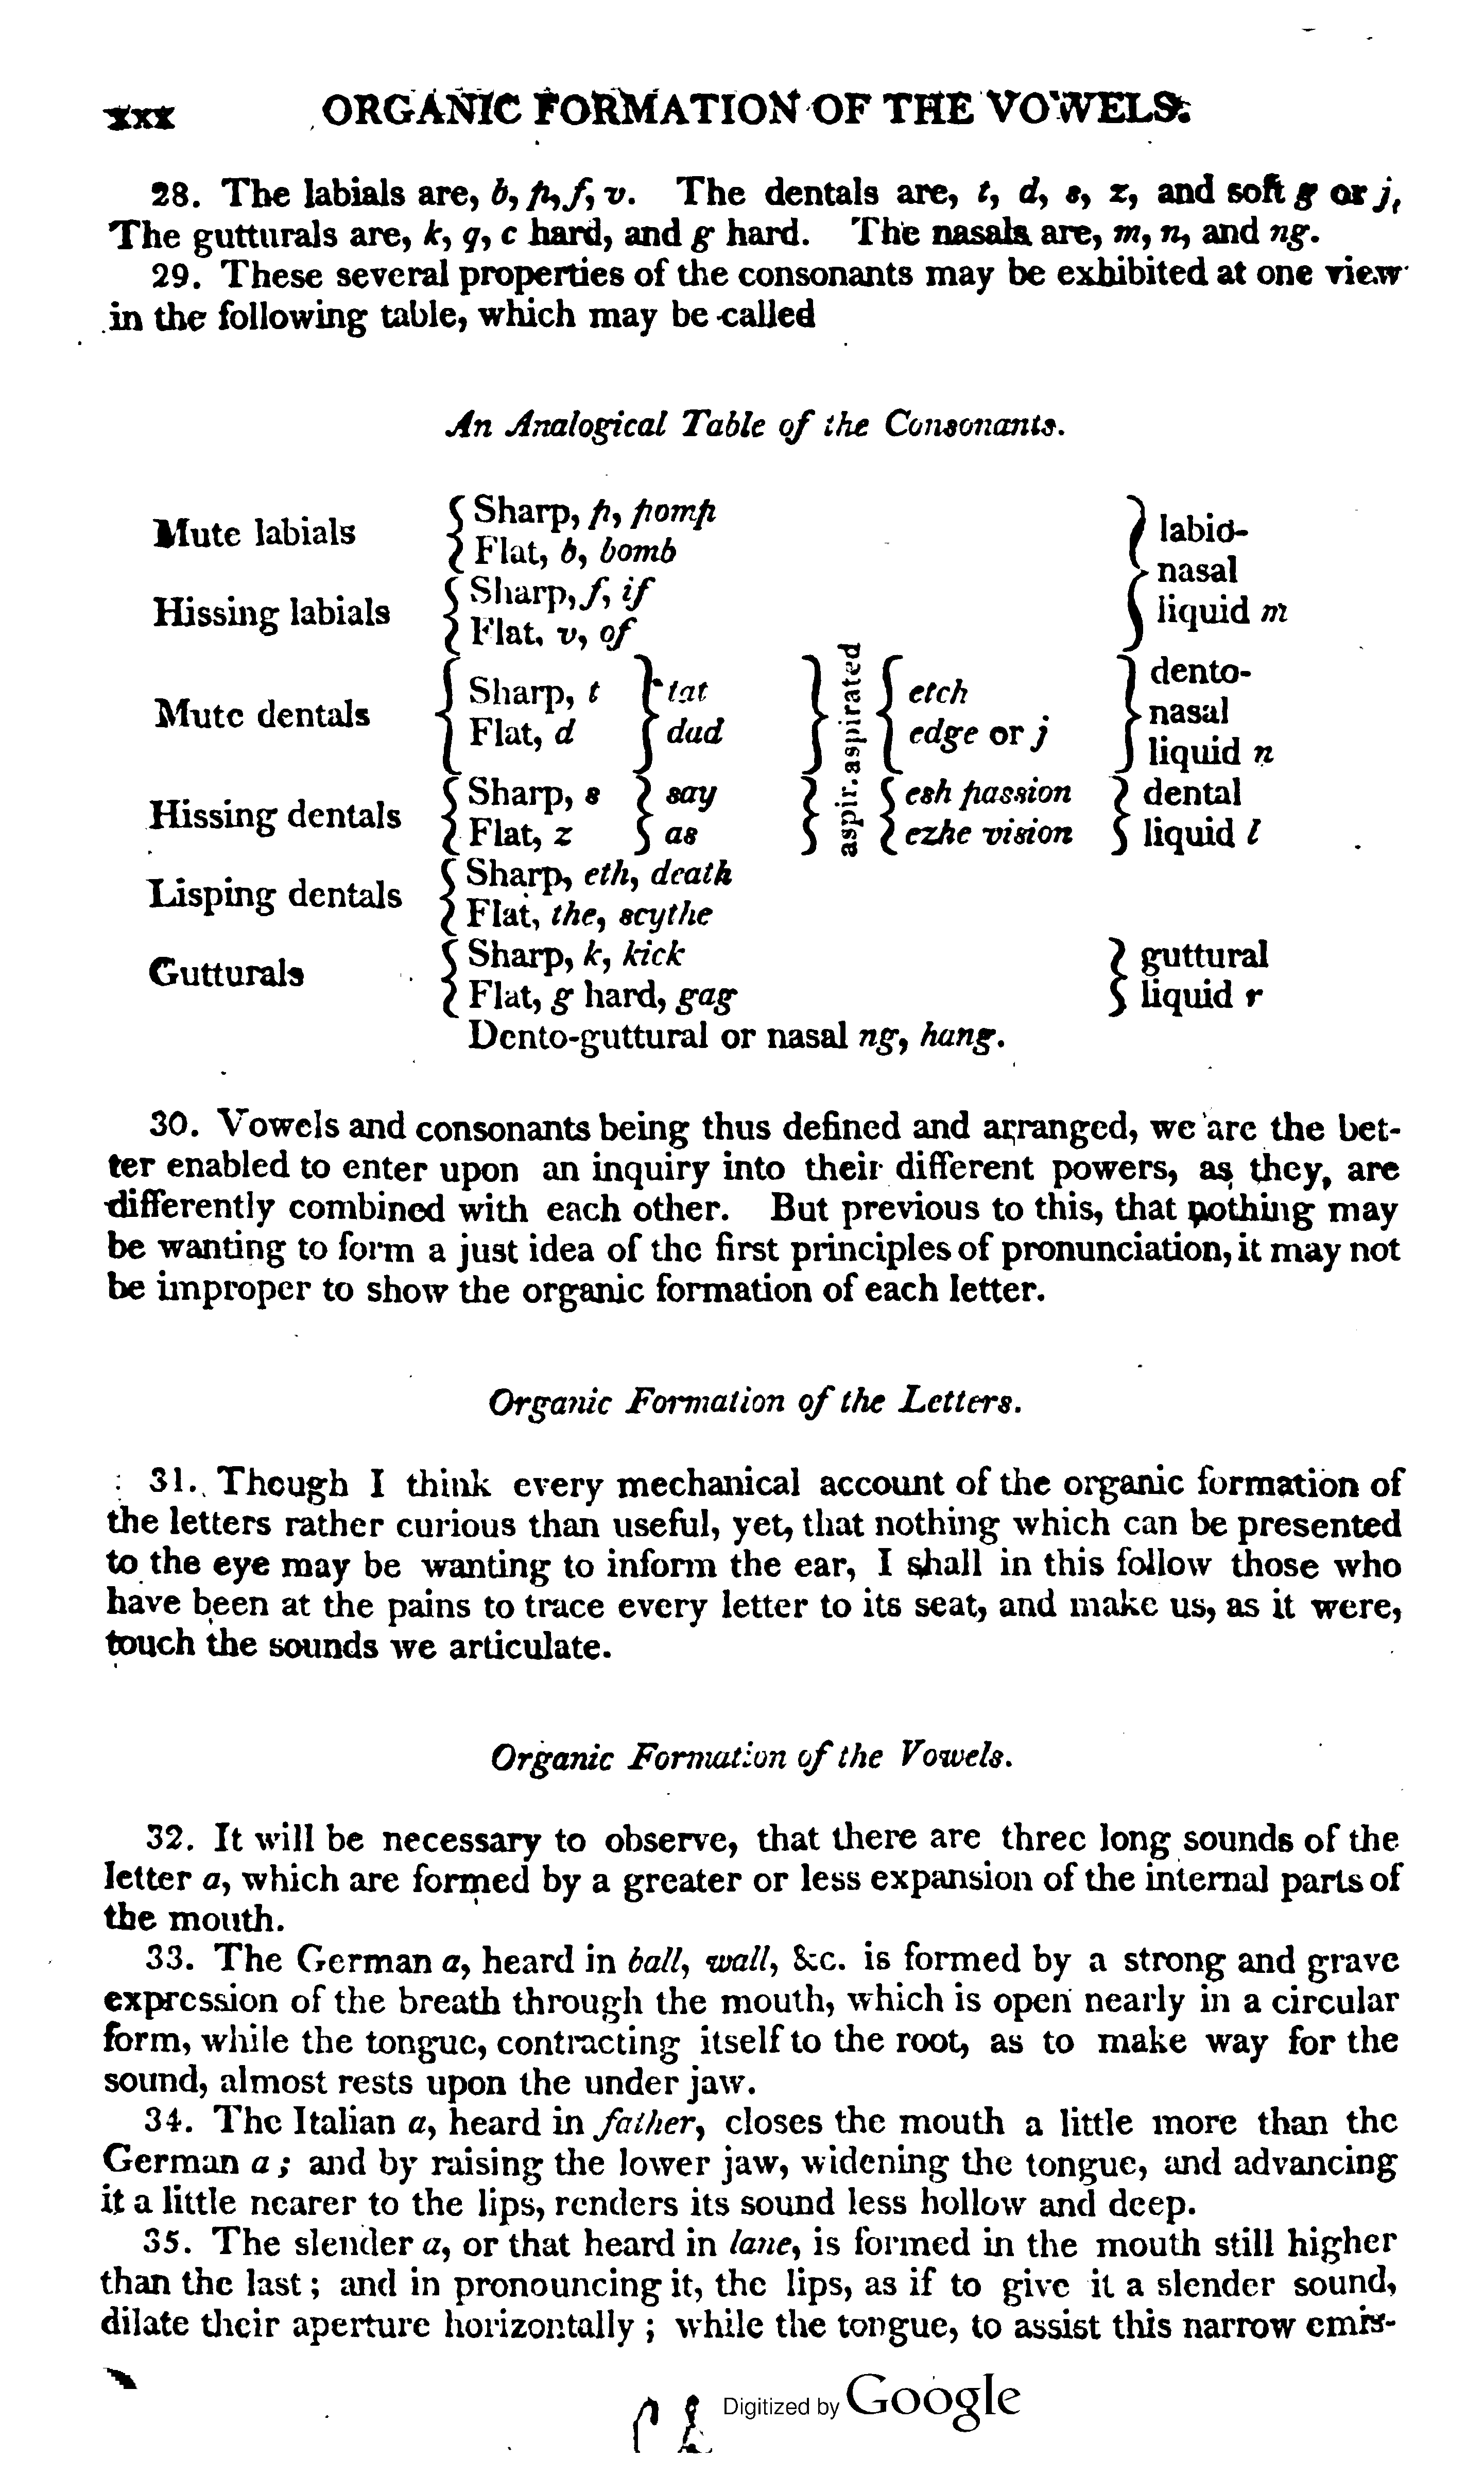 xxx ORGANIC FORMATION OF THE VOWELS.
28. The labials are, b, p, f, v. The dentals are, t, d, s, z, and soft g or j,
The gutturals are, k, q, c hard, and g hard. The nasals are, m, n, and ng.
29. These several properties of the consonants may be exhibited at one view
in the following table, which may be called
An Analogical Table of the Consonants.
Mute labials { Sharp, p, pomp
Flat, b, bomb
Hissing labials { Sharp, f, if
Flat, v, of
} labio-
nasal
liquid m
Mute dentals { Sharp, t } tat } aspirated { etch } dento-
Flat, d dad edge or j nasal
liquid n
Hissing dentals { Sharp, s } say } aspir. { esh passion } dental
Flat, z as ezhe vision liquid l
Lisping dentals { Sharp, eth, death
Flat, the, scythe
Gutturals { Sharp, k, kick } guttural
Flat, g hard, gag liquid r
Dento-guttural or nasal ng, hang.
30. Vowels and consonants being thus defined and arranged, we are the bet-
ter enabled to enter upon an inquiry into their different powers, as they, are
differently combined with each other. But previous to this, that nothing may
be wanting to form a just idea of the first principles of pronunciation, it may not
be improper to show the organic formation of each letter.
Organic Formation of the Letters.
31. Though I think every mechanical account of the organic formation of
the letters rather curious than useful, yet, that nothing which can be presented
to the eye may be wanting to inform the ear, I shall in this follow those who
have been at the pains to trace every letter to its seat, and make us, as it were,
touch the sounds we articulate.
Organic Formation of the Vowels.
32. It will be necessary to observe, that there are three long sounds of the
letter a, which are formed by a greater or less expansion of the internal parts of
the mouth.
33. The German a, heard in ball, wall, &c. is formed by a strong and grave
expression of the breath through the mouth, which is open nearly in a circular
form, while the tongue, contracting itself to the root, as to make way for the
sound, almost rests upon the under jaw.
34. The Italian a, heard in father, closes the mouth a little more than the
German a; and by raising the lower jaw, widening the tongue, and advancing
it a little nearer to the lips, renders its sound less hollow and deep.
35. The slender a, or that heard in lane, is formed in the mouth still higher
than the last; and in pronouncing it, the lips, as if to give it a slender sound,
dilate their aperture horizontally; while the tongue, to assist this narrow emis-
Digitized by Google